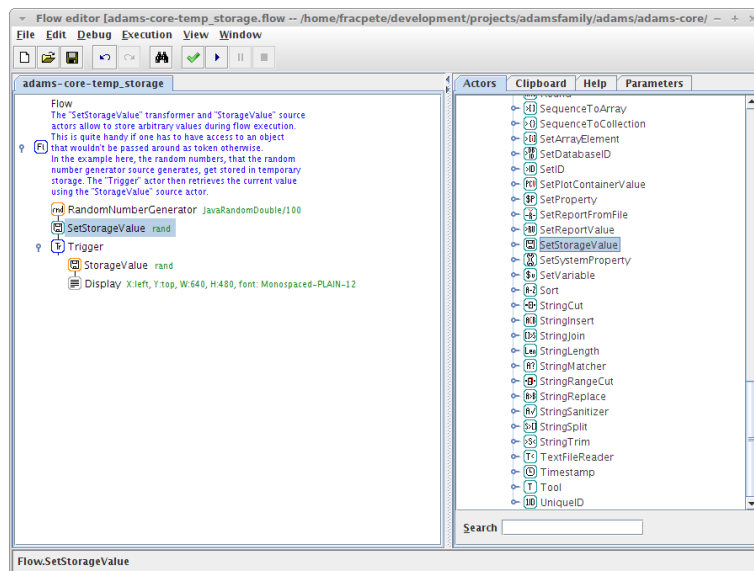 Flow editor [adams-core-temp_storage.flow -- /home/fracpete/development/projects/adamsfamily/adams/adams-core/
File Edit Debug Execution View Window
adams-core-temp_storage
Flow
The "SetStorageValue" transformer and "StorageValue" source
actors allow to store arbitrary values during flow execution.
This is quite handy if one has to have access to an object
that wouldn't be passed around as token otherwise.
In the example here, the random numbers, that the random
number generator source generates, get stored in temporary
storage. The "Trigger" actor then retrieves the current value
using the "StorageValue" source actor.
rnd RandomNumberGenerator JavaRandomDouble/100
SetStorageValue rand
Tr Trigger
StorageValue rand
Display X:left, Y:top, W:640, H:480, font: Monospaced-PLAIN-12
Actors Clipboard Help Parameters
SequenceToArray
SequenceToCollection
SetArrayElement
SetDatabaseID
SetID
SetPlotContainerValue
SetProperty
SetReportFromFile
SetReportValue
SetStorageValue
SetSystemProperty
SetVariable
Sort
StringCut
StringInsert
StringJoin
StringLength
StringMatcher
StringRangeCut
StringReplace
StringSanitizer
StringSplit
StringTrim
TextFileReader
Timestamp
Tool
UniqueID
Search
Flow.SetStorageValue